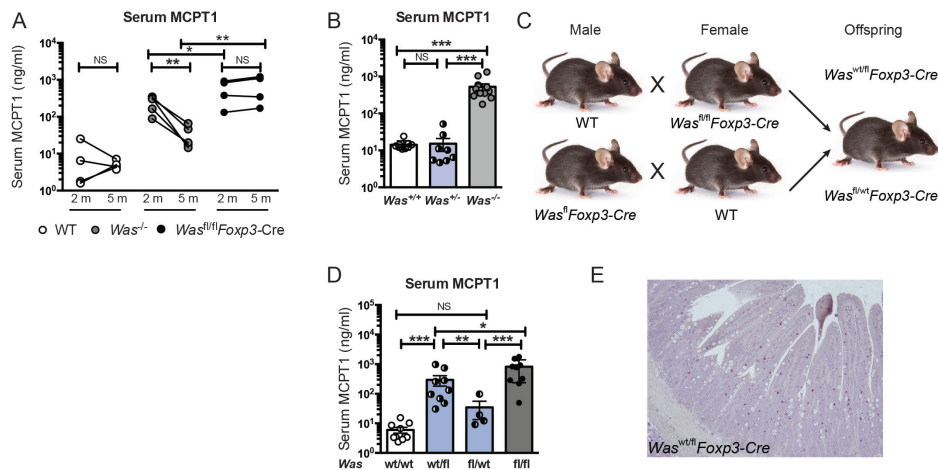 A
Serum MCPT1
Serum MCPT1 (ng/ml)
10⁴
10³
10²
10¹
10⁰
NS
**
*
**
NS
2 m 5 m 2 m 5 m 2 m 5 m
WT Was-/- Wasfl/flFoxp3-Cre
B
Serum MCPT1
Serum MCPT1 (ng/ml)
10⁴
10³
10²
10¹
10⁰
***
NS ***
Was+/+ Was+/- Was-/-
C
Male Female Offspring
X
WT Wasfl/flFoxp3-Cre
Waswt/flFoxp3-Cre
X
WasflFoxp3-Cre WT
Wasfl/wtFoxp3-Cre
D
Serum MCPT1
Serum MCPT1 (ng/ml)
10⁵
10⁴
10³
10²
10¹
10⁰
NS
*
*** ** ***
Was wt/wt wt/fl fl/wt fl/fl
E
Waswt/flFoxp3-Cre